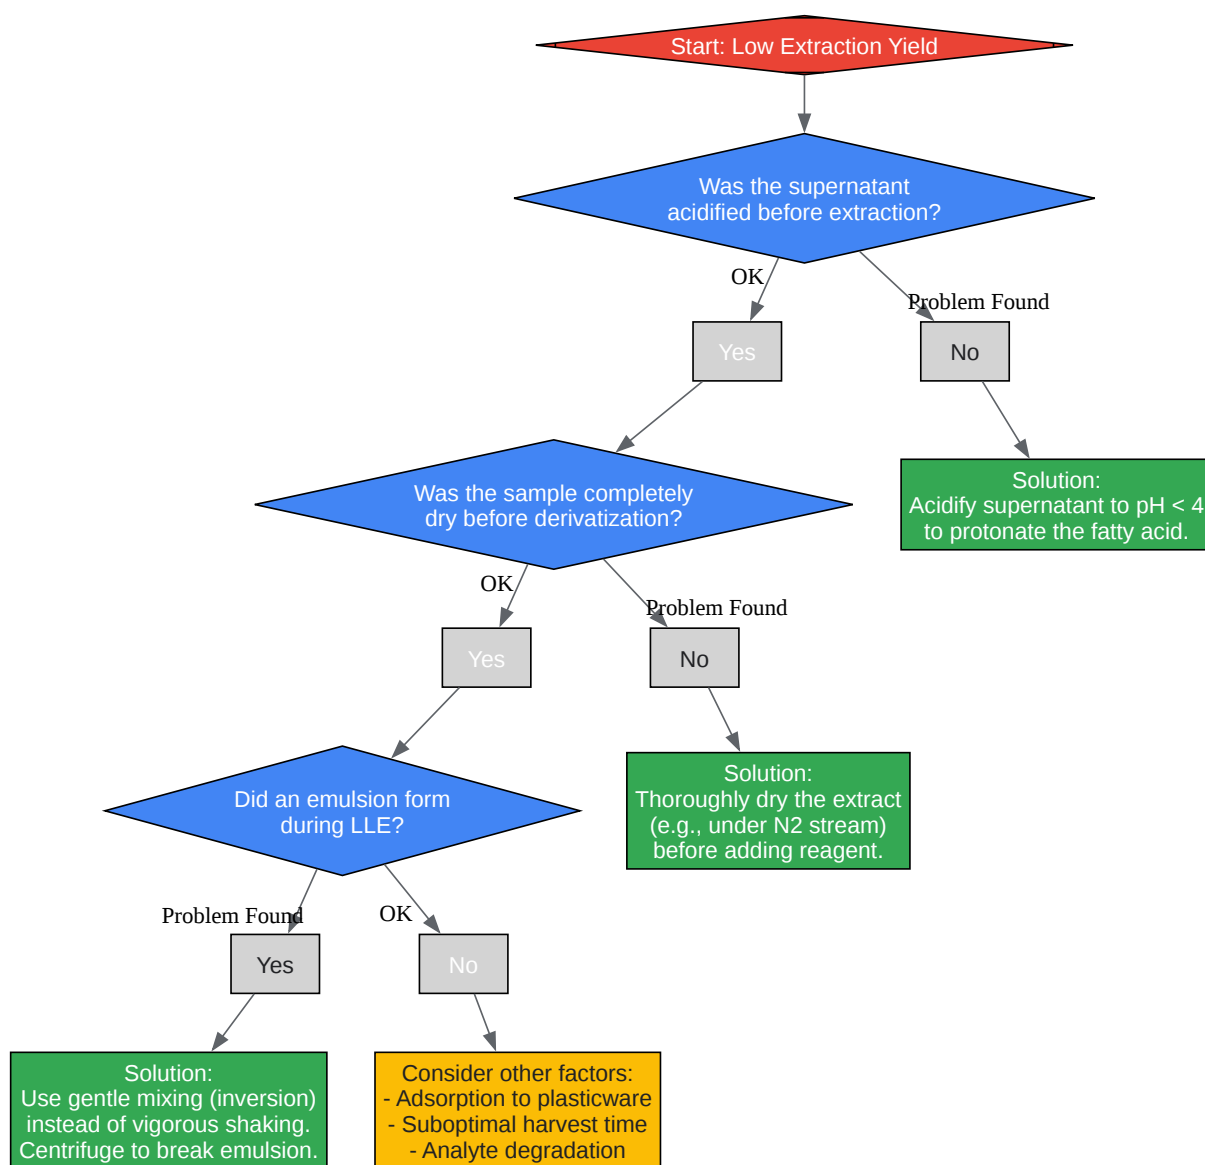 Start: Low Extraction Yield
Was the supernatant
acidified before extraction?
OK
Problem Found
Yes
No
Solution:
Acidify supernatant to pH < 4
to protonate the fatty acid.
Was the sample completely
dry before derivatization?
OK
Problem Found
Yes
No
Solution:
Thoroughly dry the extract
(e.g., under N2 stream)
before adding reagent.
Did an emulsion form
during LLE?
Problem Found
OK
Yes
No
Solution:
Use gentle mixing (inversion)
instead of vigorous shaking.
Centrifuge to break emulsion.
Consider other factors:
- Adsorption to plasticware
- Suboptimal harvest time
- Analyte degradation